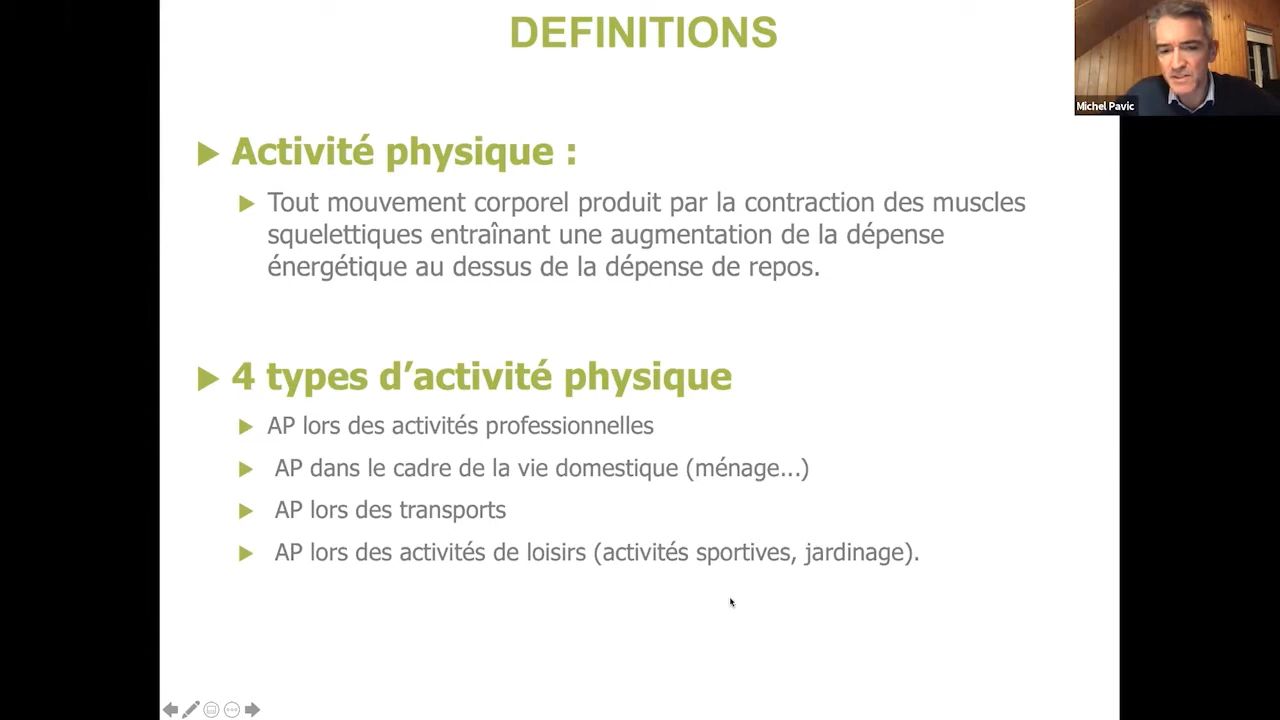 DEFINITIONS
Michel Pavic
Activité physique :
Tout mouvement corporel produit par la contraction des muscles
squelettiques entraînant une augmentation de la dépense
énergétique au dessus de la dépense de repos.
4 types d’activité physique
AP lors des activités professionnelles
AP dans le cadre de la vie domestique (ménage...)
AP lors des transports
AP lors des activités de loisirs (activités sportives, jardinage).